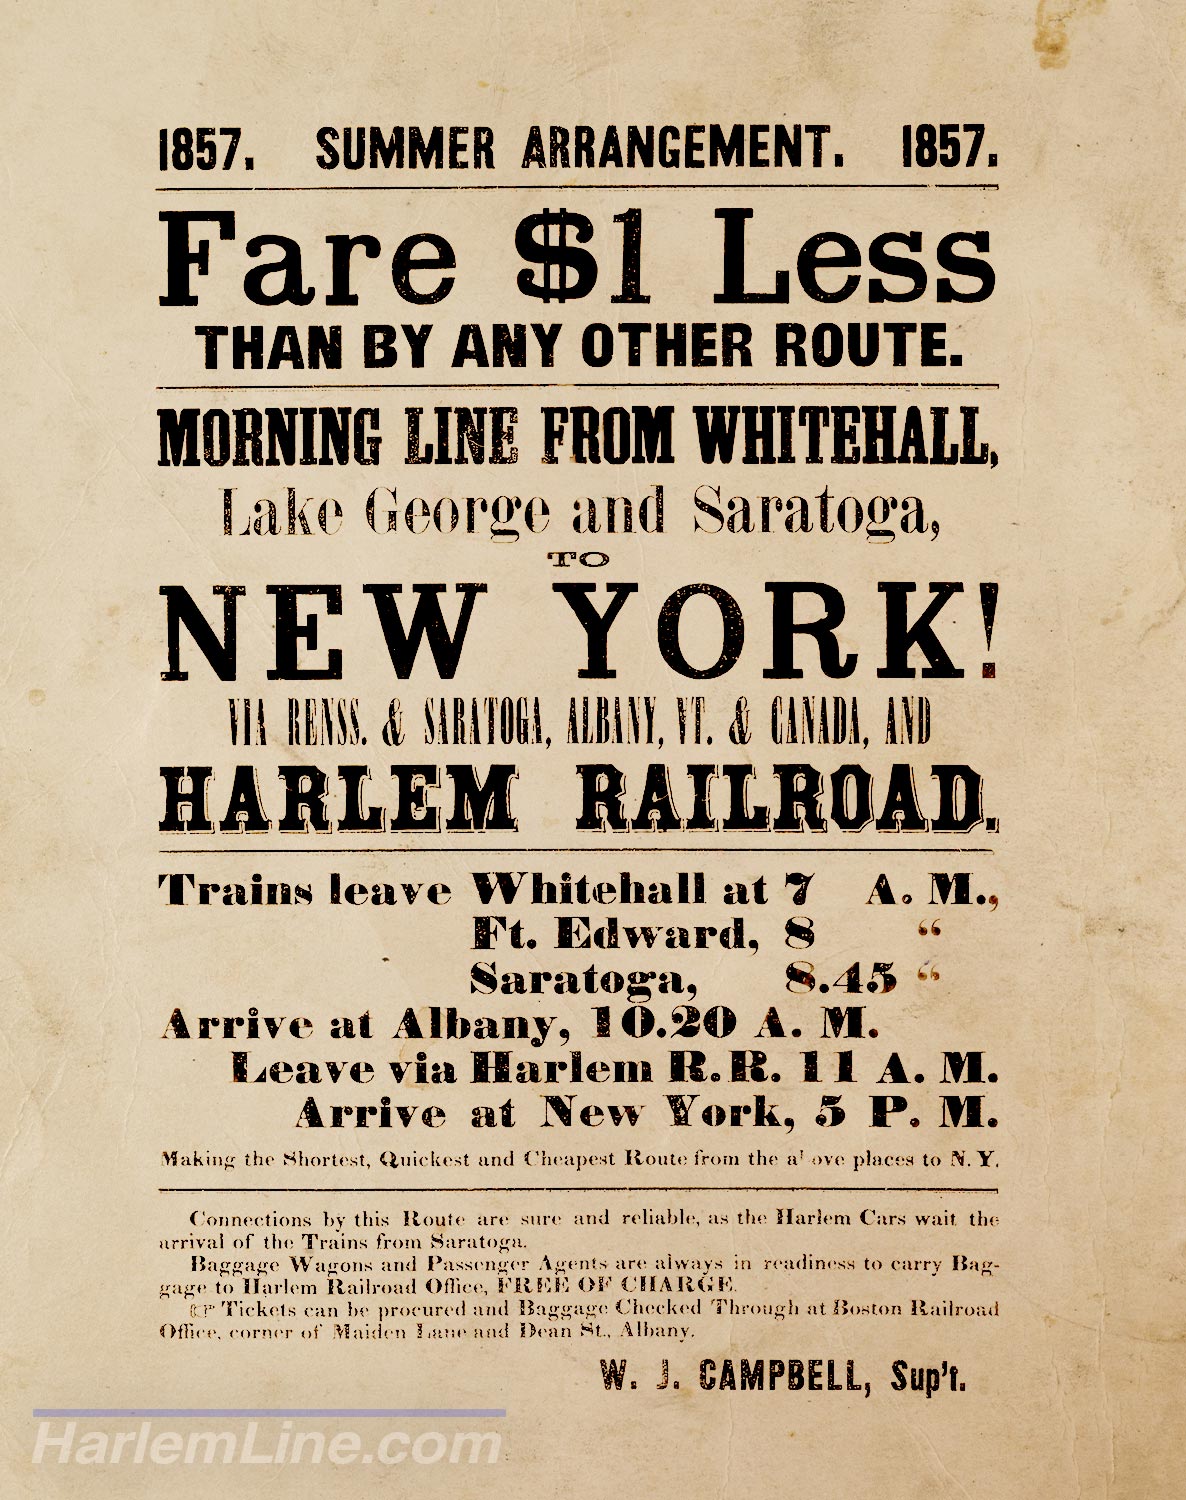 1857. SUMMER ARRANGEMENT. 1857.
Fare $1 Less
THAN BY ANY OTHER ROUTE.
MORNING LINE FROM WHITEHALL,
Lake George and Saratoga,
TO
NEW YORK!
VIA RENSS. & SARATOGA, ALBANY, VT. & CANADA, AND
HARLEM RAILROAD.
Trains leave Whitehall at 7 A. M.,
Ft. Edward, 8 “
Saratoga, 8.45 “
Arrive at Albany, 10.20 A. M.
Leave via Harlem R. R. 11 A. M.
Arrive at New York, 5 P. M.
Making the Shortest, Quickest and Cheapest Route from the above places to N. Y.
Connections by this Route are sure and reliable, as the Harlem Cars wait the
arrival of the Trains from Saratoga.
Baggage Wagons and Passenger Agents are always in readiness to carry Bag-
gage to Harlem Railroad Office, FREE OF CHARGE.
☞ Tickets can be procured and Baggage Checked Through at Boston Railroad
Office, corner of Maiden Lane and Dean St., Albany.
W. J. CAMPBELL, Sup't.
HarlemLine.com